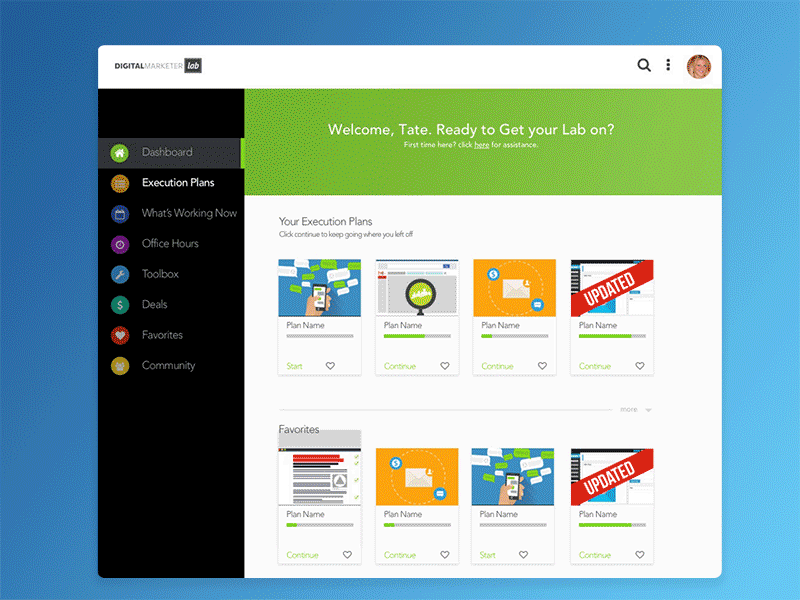 DIGITALMARKETER lab
Welcome, Tate. Ready to Get your Lab on?
First time here? click here for assistance.
Dashboard
Execution Plans
What's Working Now
Office Hours
Toolbox
Deals
Favorites
Community
Your Execution Plans
Click continue to keep going where you left off
UPDATED
Plan Name Plan Name Plan Name Plan Name
Start Continue Continue Continue
more
Favorites
UPDATED
Plan Name Plan Name Plan Name Plan Name
Continue Continue Start Continue